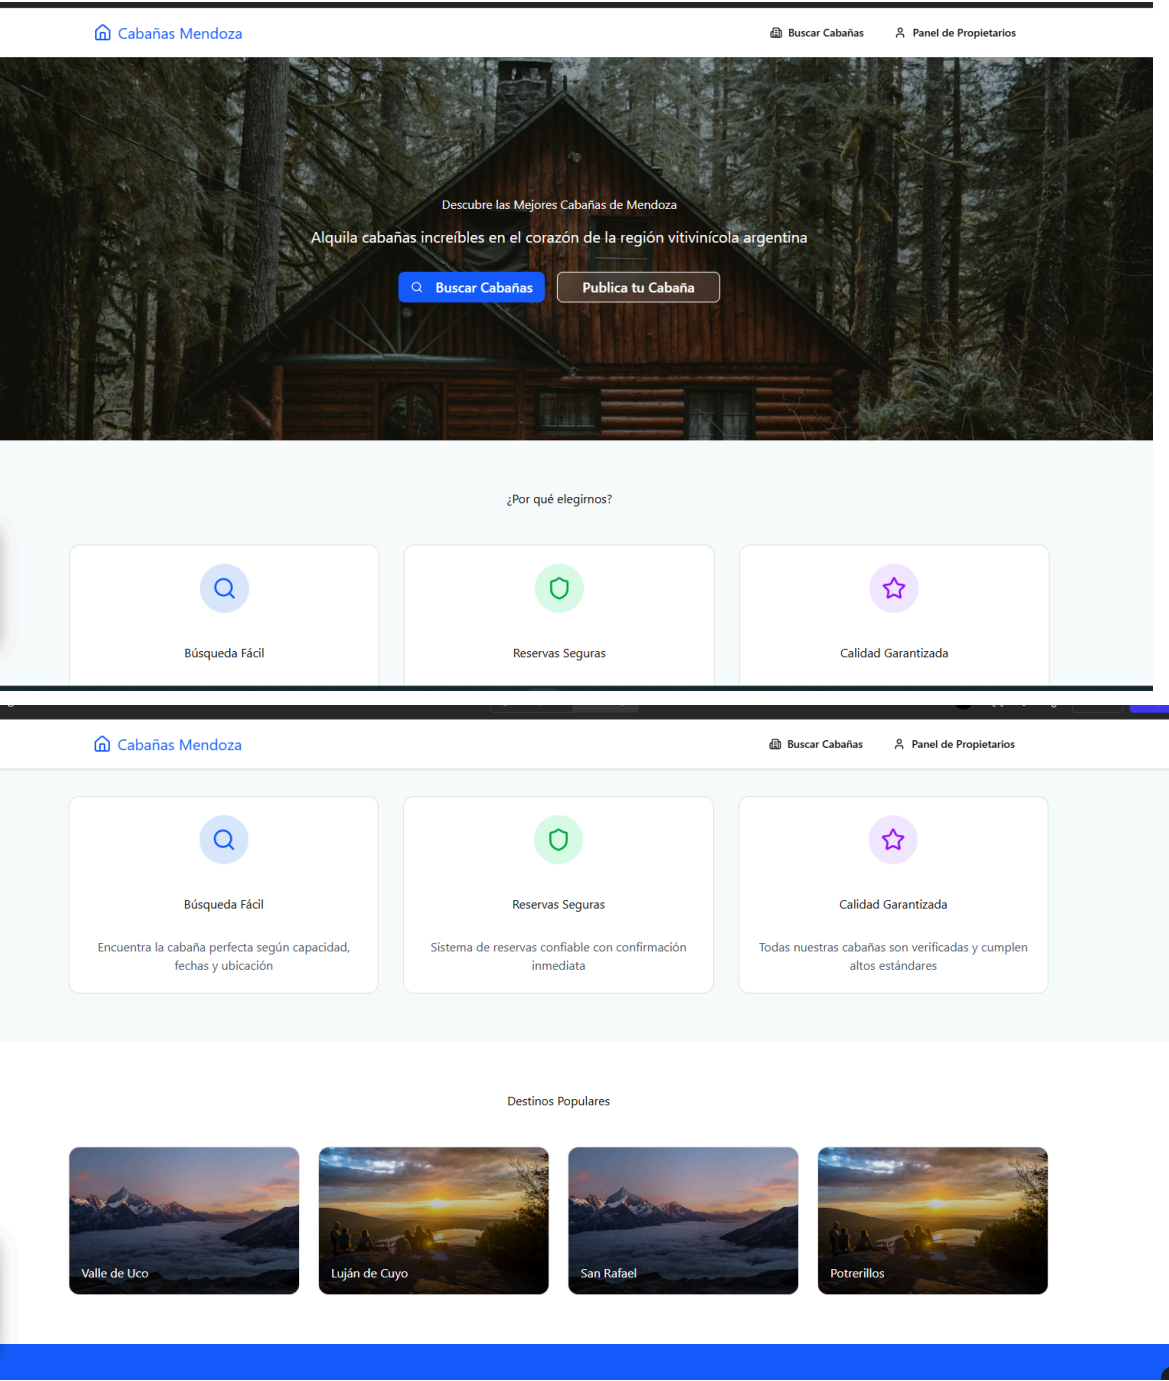 Cabañas Mendoza
Buscar Cabañas
Panel de Propietarios
Descubre las Mejores Cabañas de Mendoza
Alquila cabañas increíbles en el corazón de la región vitivinícola argentina
Buscar Cabañas
Publica tu Cabaña
¿Por qué elegirnos?
Búsqueda Fácil
Reservas Seguras
Calidad Garantizada
Cabañas Mendoza
Buscar Cabañas
Panel de Propietarios
Búsqueda Fácil
Encuentra la cabaña perfecta según capacidad,
fechas y ubicación
Reservas Seguras
Sistema de reservas confiable con confirmación
inmediata
Calidad Garantizada
Todas nuestras cabañas son verificadas y cumplen
altos estándares
Destinos Populares
Valle de Uco
Luján de Cuyo
San Rafael
Potrerillos